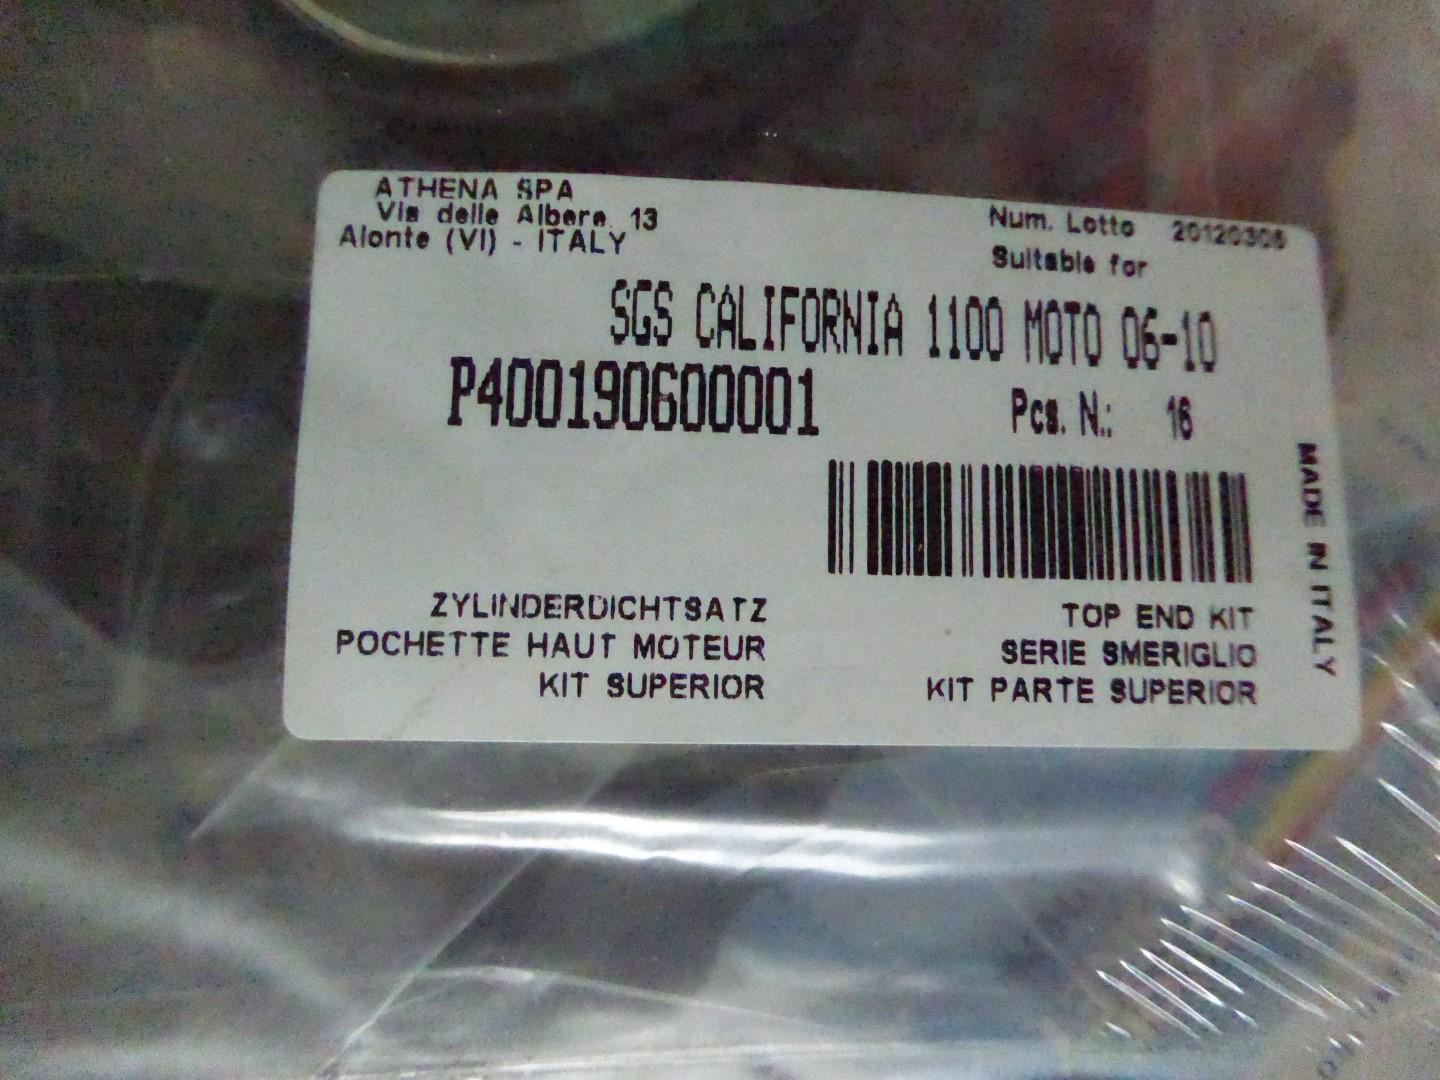 ATHENA SPA
Via delle Albere, 13
Alonte (VI) - ITALY
Num. Lotto 20120305
Suitable for
SGS CALIFORNIA 1100 MOTO 06-10
P400190600001
Pcs. N.: 16
MADE IN ITALY
ZYLINDERDICHTSATZ
POCHETTE HAUT MOTEUR
KIT SUPERIOR
TOP END KIT
SERIE SMERIGLIO
KIT PARTE SUPERIOR